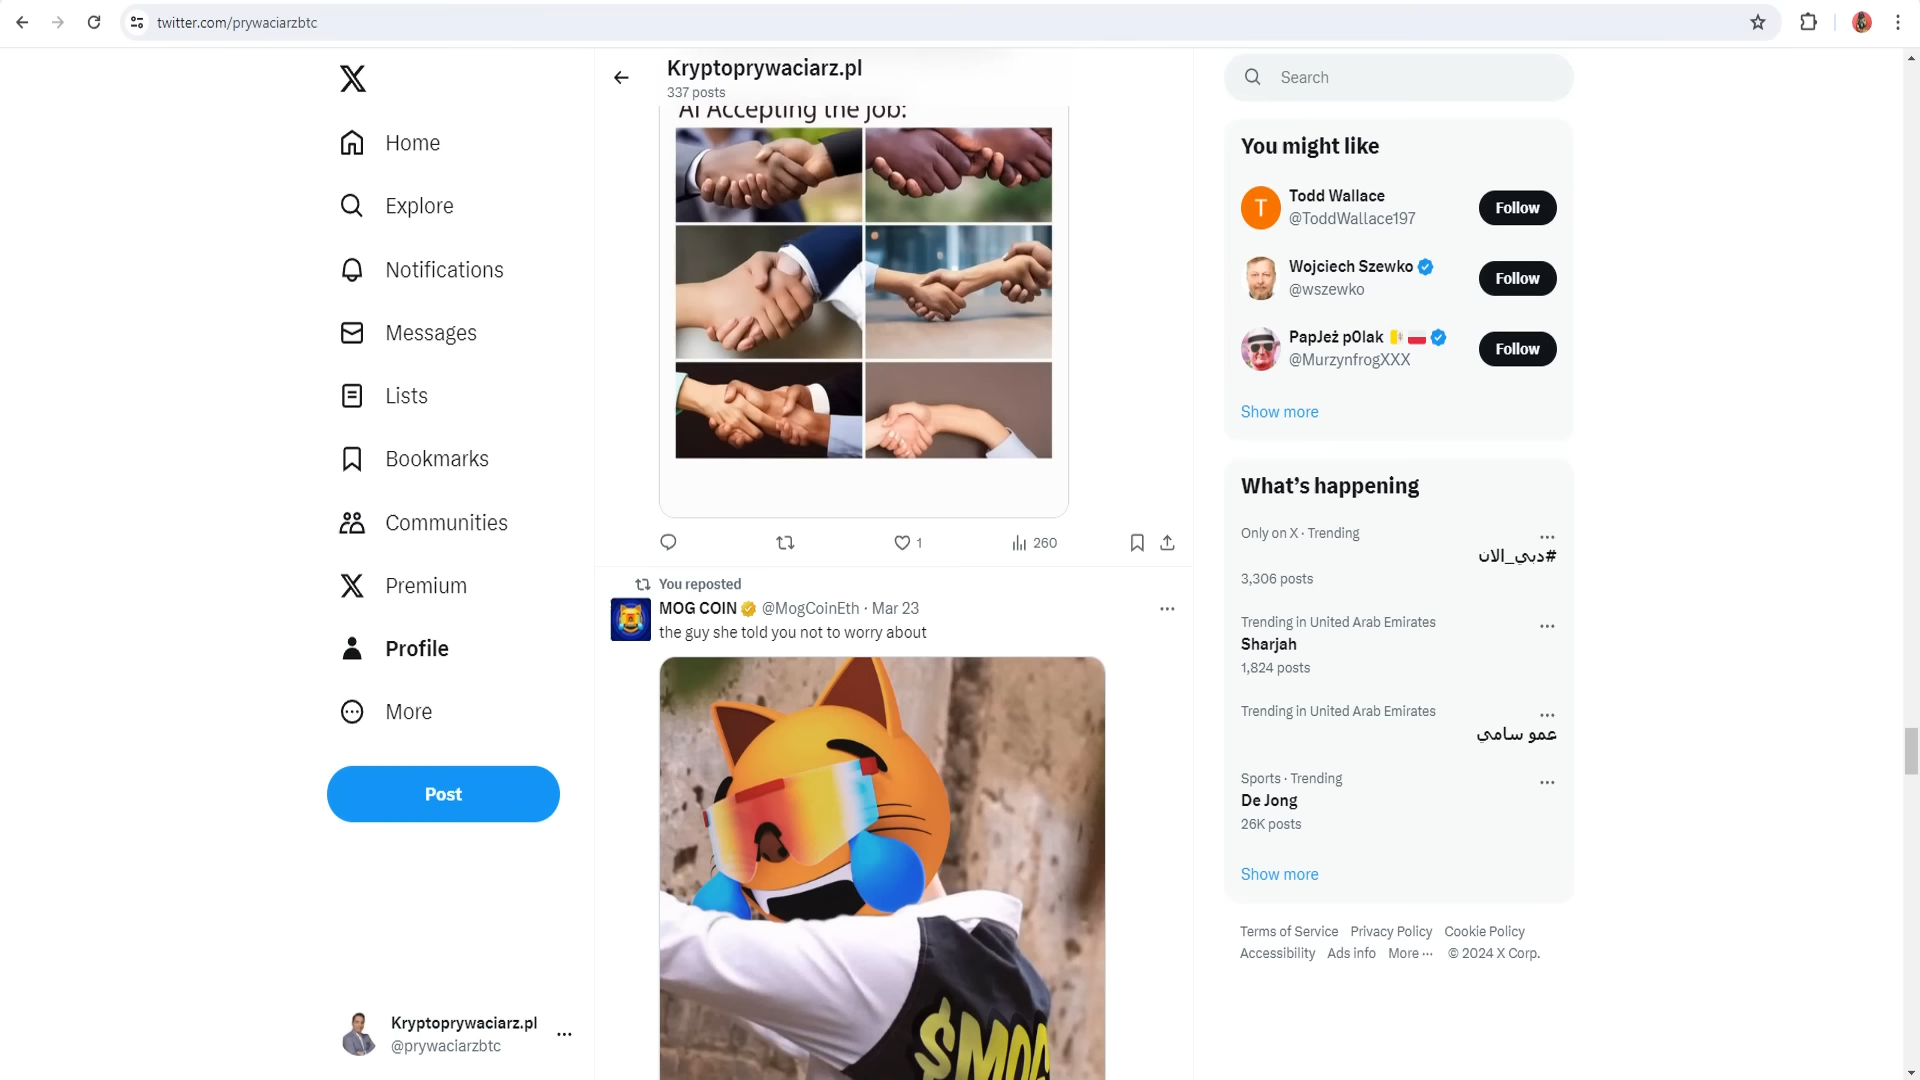 twitter.com/prywaciarzbtc
Home
Explore
Notifications
Messages
Lists
Bookmarks
Communities
Premium
Profile
More
Post
Kryptoprywaciarz.pl
@prywaciarzbtc
Kryptoprywaciarz.pl
337 posts
AI Accepting the job:
1
260
You reposted
MOG COIN @MogCoinEth · Mar 23
the guy she told you not to worry about
$MOG
Search
You might like
Todd Wallace
@ToddWallace197
Follow
Wojciech Szewko
@wszewko
Follow
PapJeż p0lak
@MurzynfrogXXX
Follow
Show more
What's happening
Only on X · Trending
#دبي_الان
3,306 posts
Trending in United Arab Emirates
Sharjah
1,824 posts
Trending in United Arab Emirates
عمو سامي
Sports · Trending
De Jong
26K posts
Show more
Terms of Service Privacy Policy Cookie Policy
Accessibility Ads info More ··· © 2024 X Corp.